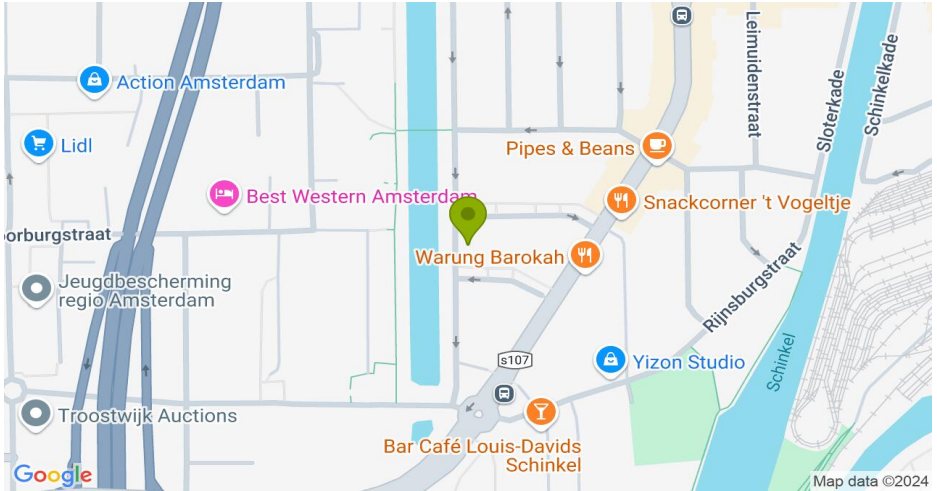 Action Amsterdam
Lidl
Best Western Amsterdam
oorburgstraat
Jeugdbescherming
regio Amsterdam
Troostwijk Auctions
Leimuidenstraat
Sloterkade
Schinkelkade
Pipes & Beans
Snackcorner 't Vogeltje
Warung Barokah
Rijnsburgstraat
s107
Yizon Studio
Schinkel
Bar Café Louis-Davids
Schinkel
Google
Map data ©2024